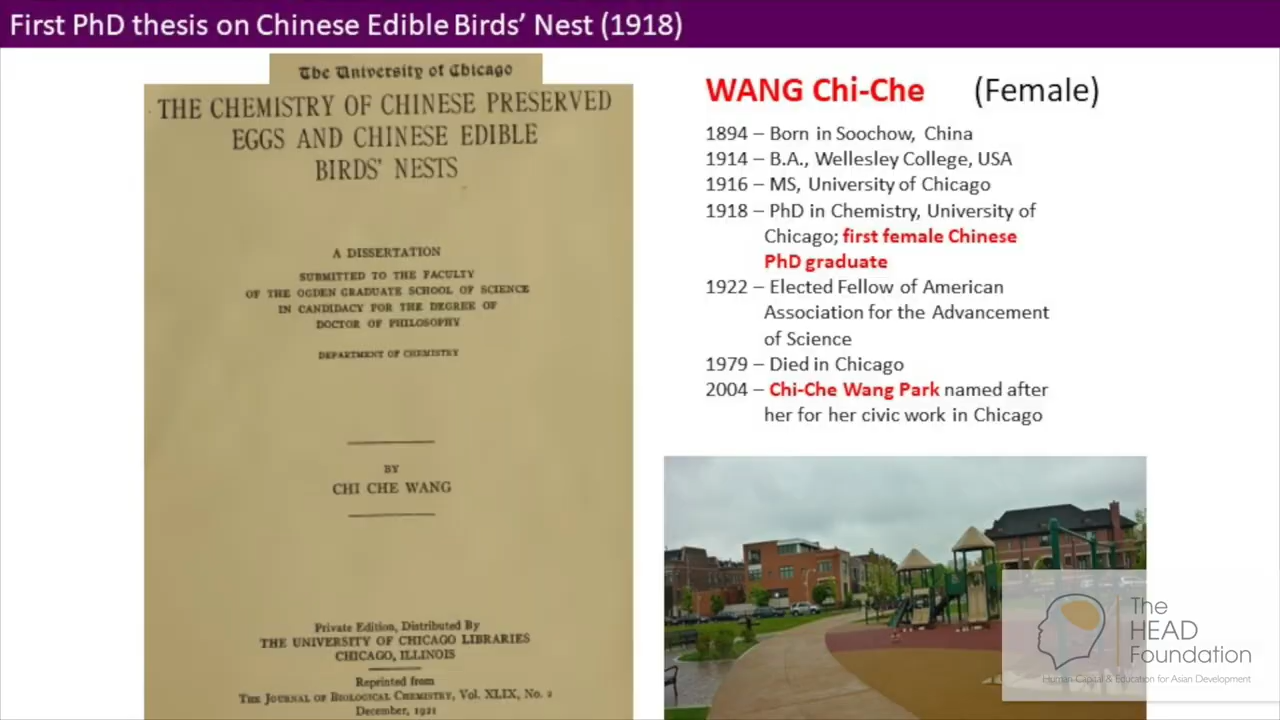 First PhD thesis on Chinese Edible Birds’ Nest (1918)
The University of Chicago
THE CHEMISTRY OF CHINESE PRESERVED
EGGS AND CHINESE EDIBLE
BIRDS' NESTS
A DISSERTATION
SUBMITTED TO THE FACULTY
OF THE OGDEN GRADUATE SCHOOL OF SCIENCE
IN CANDIDACY FOR THE DEGREE OF
DOCTOR OF PHILOSOPHY
DEPARTMENT OF CHEMISTRY
BY
CHI CHE WANG
Private Edition, Distributed By
THE UNIVERSITY OF CHICAGO LIBRARIES
CHICAGO, ILLINOIS
Reprinted from
THE JOURNAL OF BIOLOGICAL CHEMISTRY, Vol. XLIX, No. 2
December, 1921
WANG Chi-Che (Female)
1894 – Born in Soochow, China
1914 – B.A., Wellesley College, USA
1916 – MS, University of Chicago
1918 – PhD in Chemistry, University of
Chicago; first female Chinese
PhD graduate
1922 – Elected Fellow of American
Association for the Advancement
of Science
1979 – Died in Chicago
2004 – Chi-Che Wang Park named after
her for her civic work in Chicago
The
HEAD
Foundation
Human Capital & Education for Asian Development